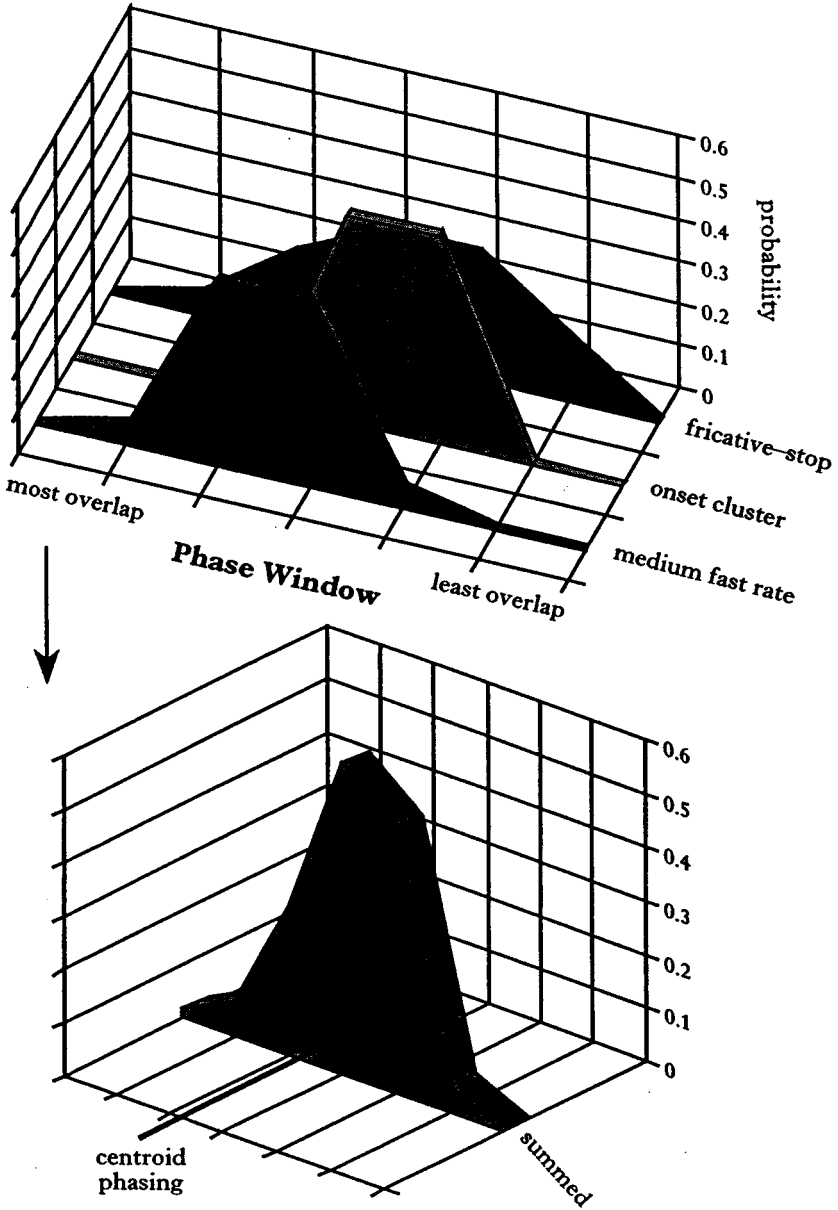 0.6
0.5
0.4
0.3
0.2
0.1
0
probability
fricative–stop
onset cluster
medium fast rate
most overlap
Phase Window
least overlap
0.6
0.5
0.4
0.3
0.2
0.1
0
centroid
phasing
summed